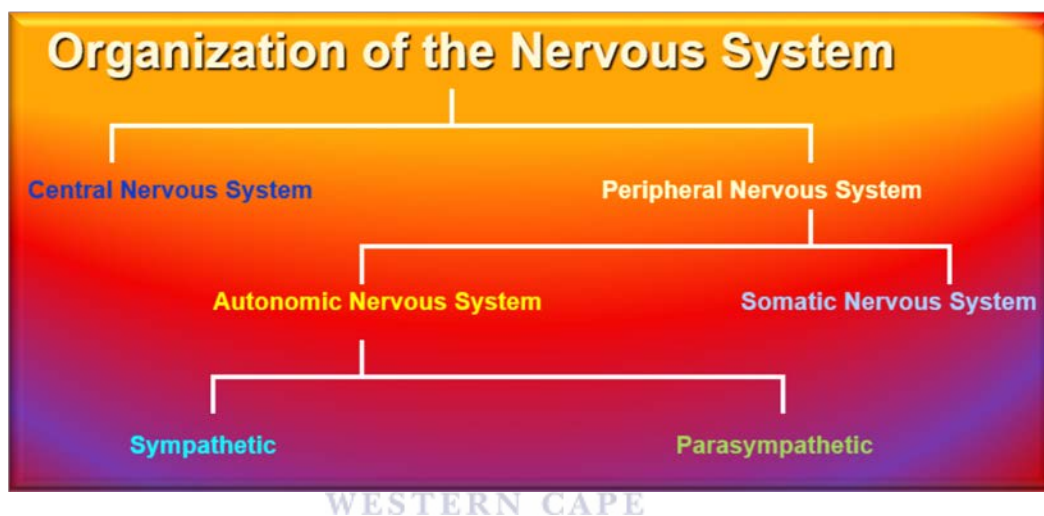 Organization of the Nervous System
Central Nervous System
Peripheral Nervous System
Autonomic Nervous System
Somatic Nervous System
Sympathetic
Parasympathetic
WESTERN CAPE